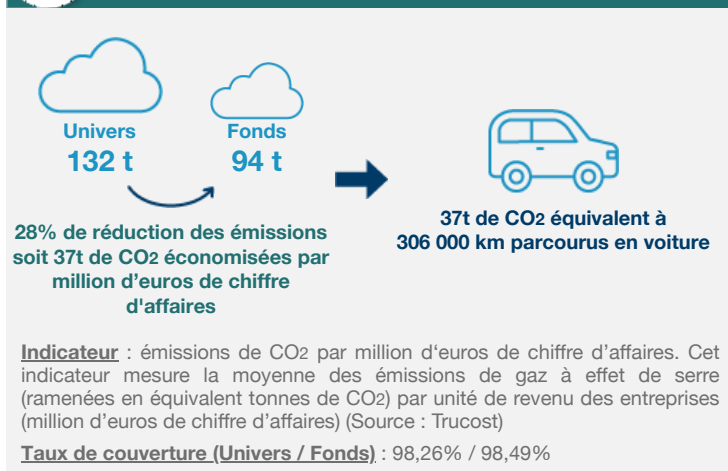 Univers
Fonds
132 t
94 t
28% de réduction des émissions
soit 37t de CO2 économisées par
million d’euros de chiffre
d'affaires
37t de CO2 équivalent à
306 000 km parcourus en voiture
Indicateur : émissions de CO2 par million d‘euros de chiffre d’affaires. Cet
indicateur mesure la moyenne des émissions de gaz à effet de serre
(ramenées en équivalent tonnes de CO2) par unité de revenu des entreprises
(million d’euros de chiffre d’affaires) (Source : Trucost)
Taux de couverture (Univers / Fonds) : 98,26% / 98,49%